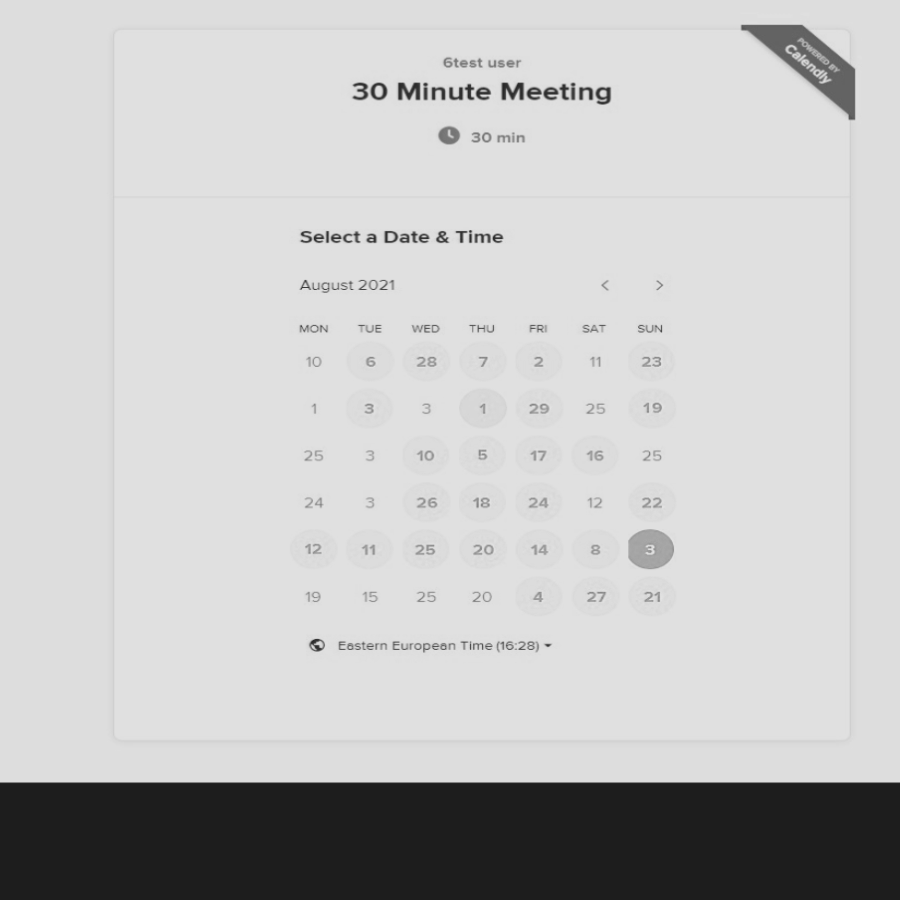 POWERED BY
Calendly
6test user
30 Minute Meeting
30 min
Select a Date & Time
August 2021
MON TUE WED THU FRI SAT SUN
10 6 28 7 2 11 23
1 3 3 1 29 25 19
25 3 10 5 17 16 25
24 3 26 18 24 12 22
12 11 25 20 14 8 3
19 15 25 20 4 27 21
Eastern European Time (16:28)